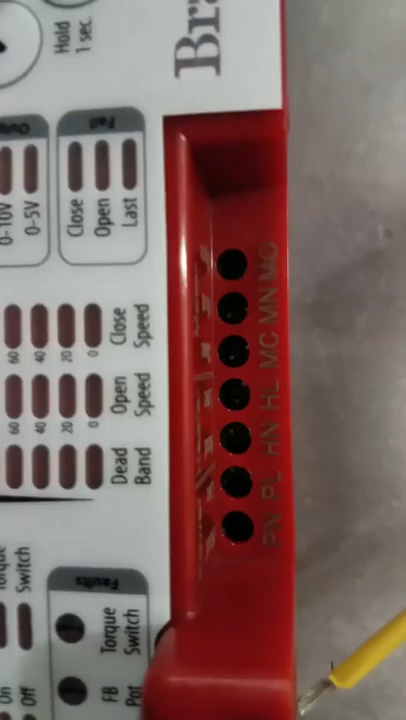 Hold
1 sec.
Bra
Outp
0-10V
0-5V
Fail
Close
Open
Last
60
40
20
0
Close
Speed
60
40
20
0
Open
Speed
Dead
Band
Torque
Switch
On
Off
Faults
Torque
Switch
FB
Pot
PN PL HN HL MC MN MO